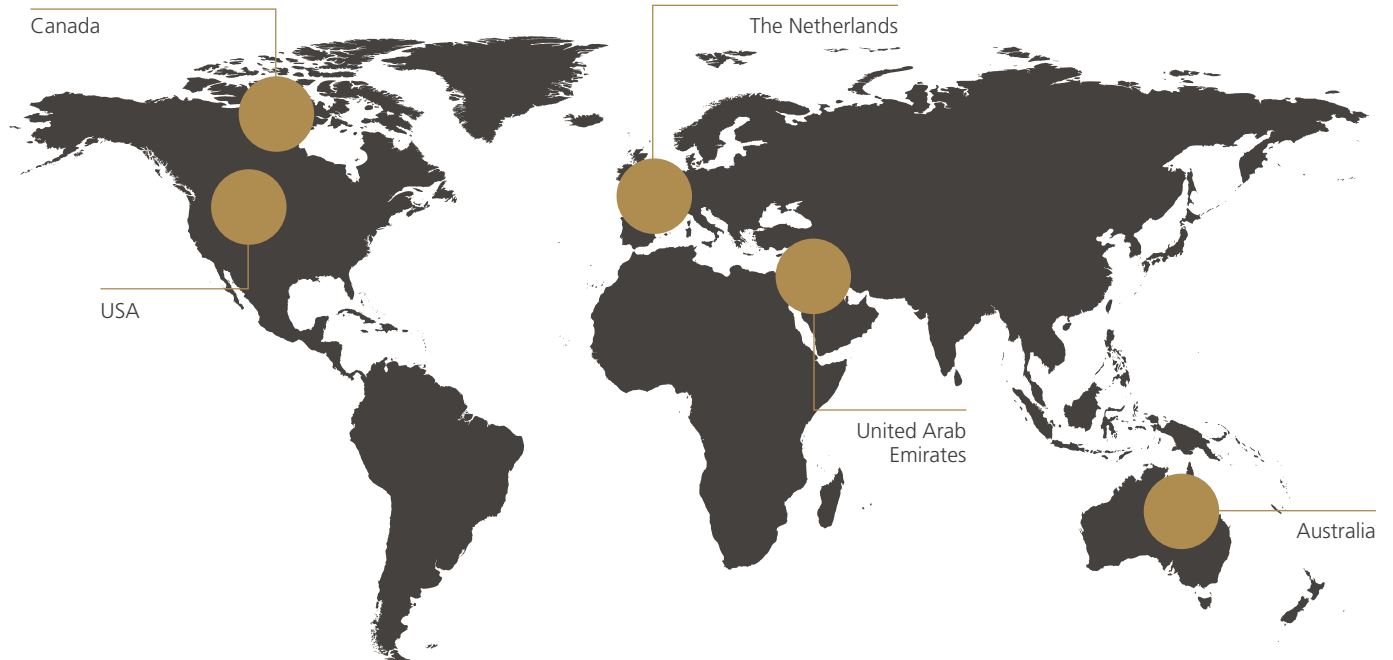 Canada
The Netherlands
USA
United Arab
Emirates
Australia